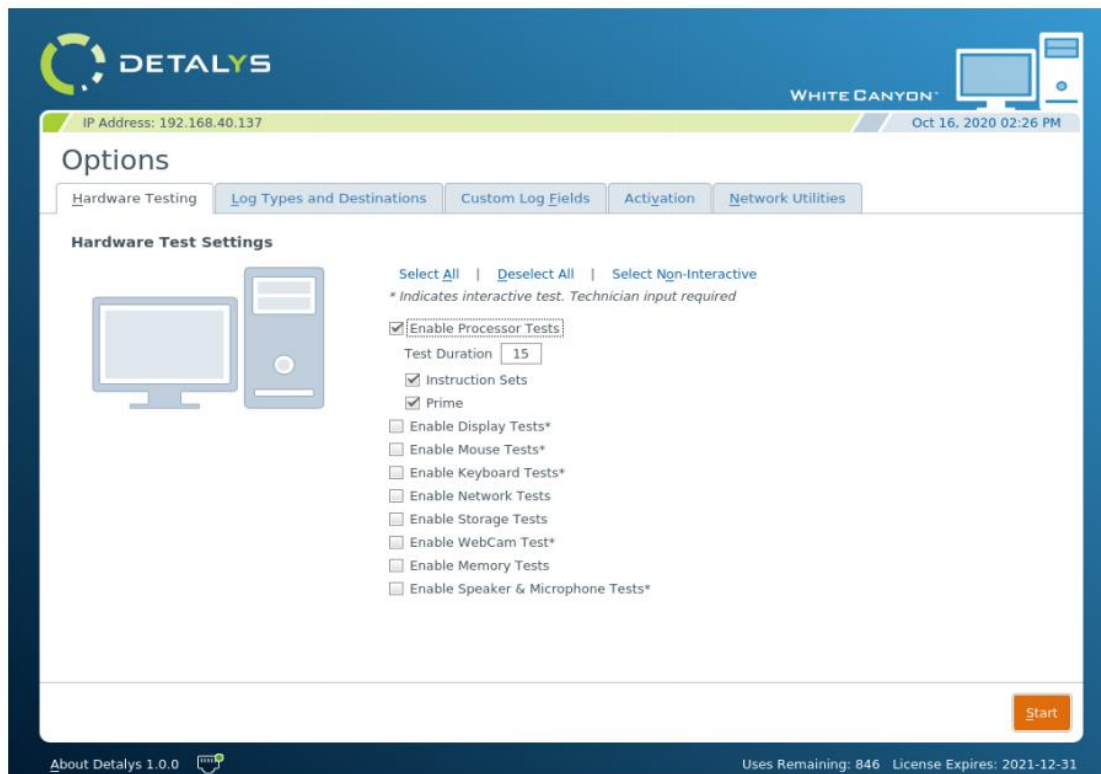 DETALYS
WHITECANYON
IP Address: 192.168.40.137 Oct 16, 2020 02:26 PM
Options
Hardware Testing Log Types and Destinations Custom Log Fields Activation Network Utilities
Hardware Test Settings
Select All | Deselect All | Select Non-Interactive
* Indicates interactive test. Technician input required
Enable Processor Tests
Test Duration 15
Instruction Sets
Prime
Enable Display Tests*
Enable Mouse Tests*
Enable Keyboard Tests*
Enable Network Tests
Enable Storage Tests
Enable WebCam Test*
Enable Memory Tests
Enable Speaker & Microphone Tests*
Start
About Detalys 1.0.0 Uses Remaining: 846 License Expires: 2021-12-31